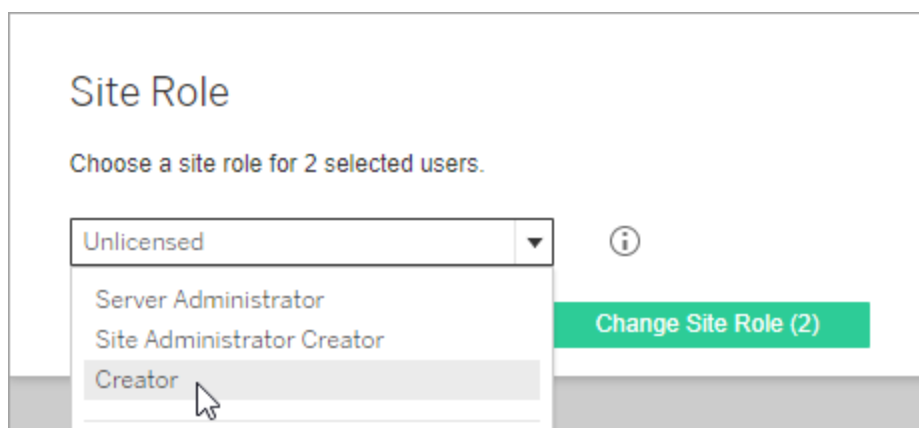 Site Role
Choose a site role for 2 selected users.
Unlicensed
Server Administrator
Site Administrator Creator
Change Site Role (2)
Creator